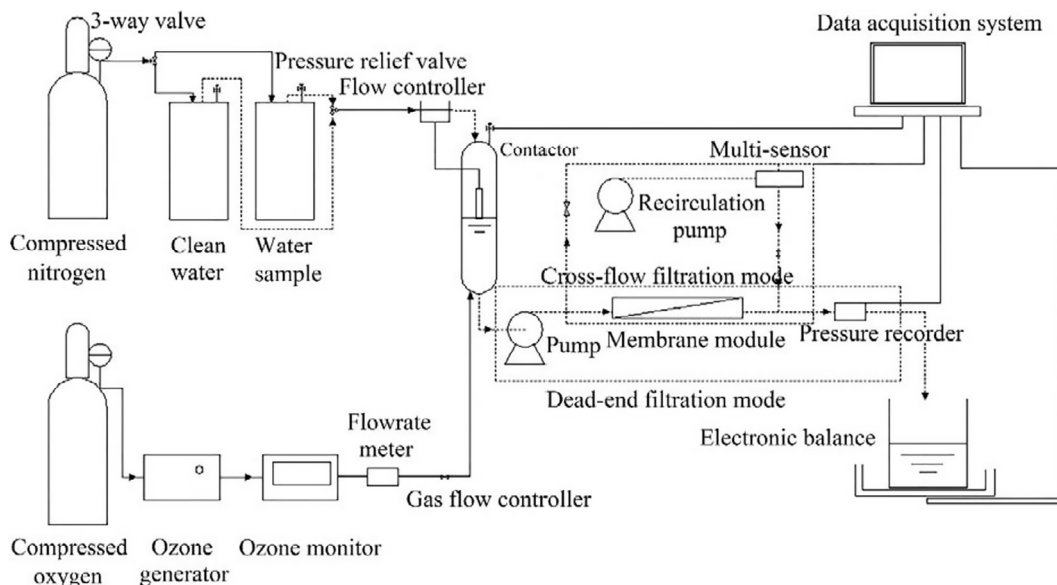 3-way valve
Data acquisition system
Pressure relief valve
Flow controller
Contactor
Multi-sensor
Recirculation
pump
Compressed
nitrogen
Clean
water
Water
sample
Cross-flow filtration mode
Pump
Membrane module
Pressure recorder
Dead-end filtration mode
Flowrate
meter
Electronic balance
Gas flow controller
Compressed
oxygen
Ozone
generator
Ozone monitor